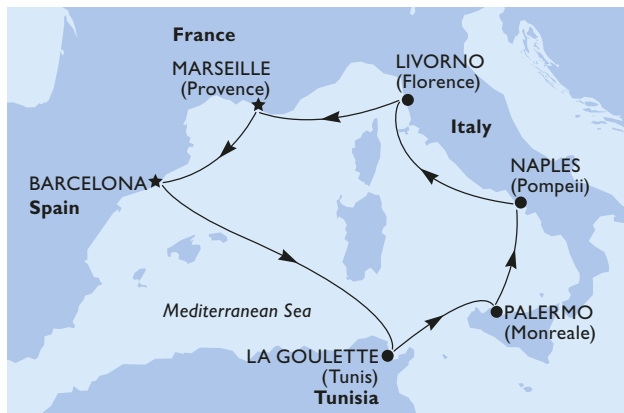 France
MARSEILLE
(Provence)
LIVORNO
(Florence)
Italy
NAPLES
(Pompeii)
BARCELONA
Spain
Mediterranean Sea
PALERMO
(Monreale)
LA GOULETTE
(Tunis)
Tunisia